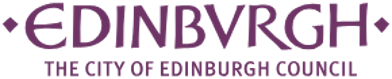 •EDINBVRGH•
THE CITY OF EDINBURGH COUNCIL